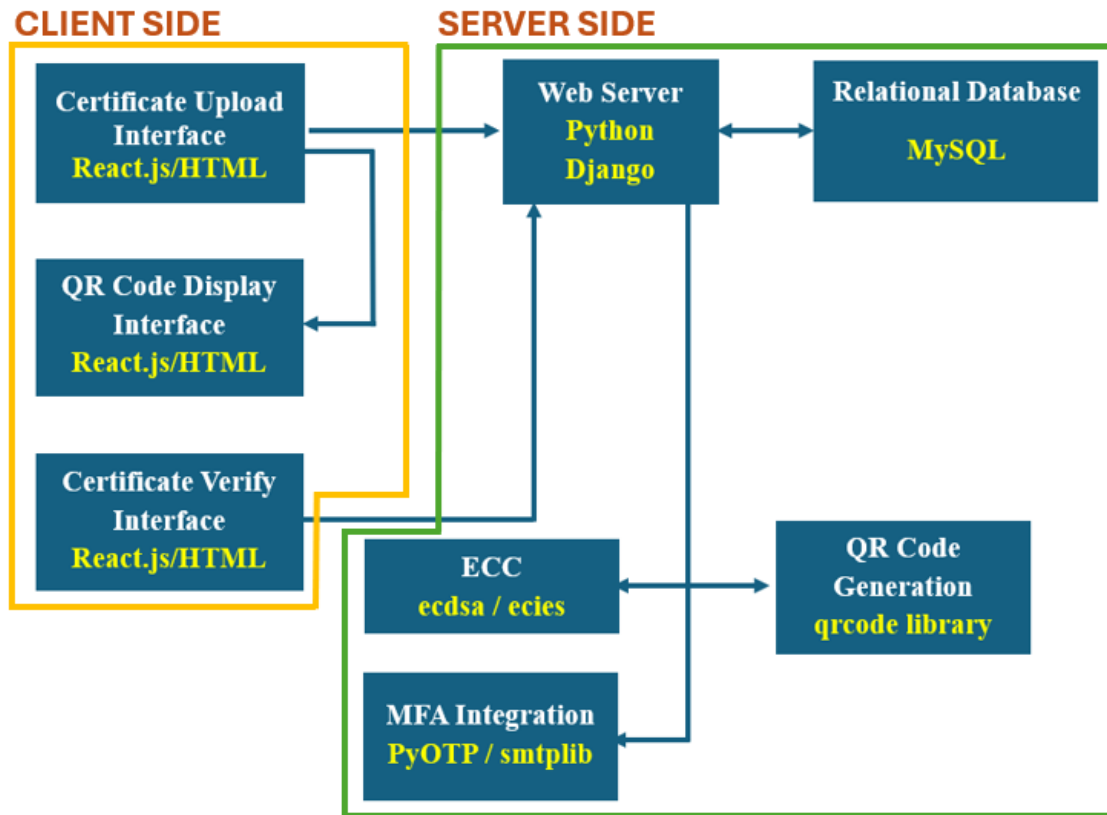 CLIENT SIDE
SERVER SIDE
Certificate Upload
Interface
React.js/HTML
Web Server
Python
Django
Relational Database
MySQL
QR Code Display
Interface
React.js/HTML
Certificate Verify
Interface
React.js/HTML
ECC
ecdsa / ecies
QR Code
Generation
qrcode library
MFA Integration
PyOTP / smtplib